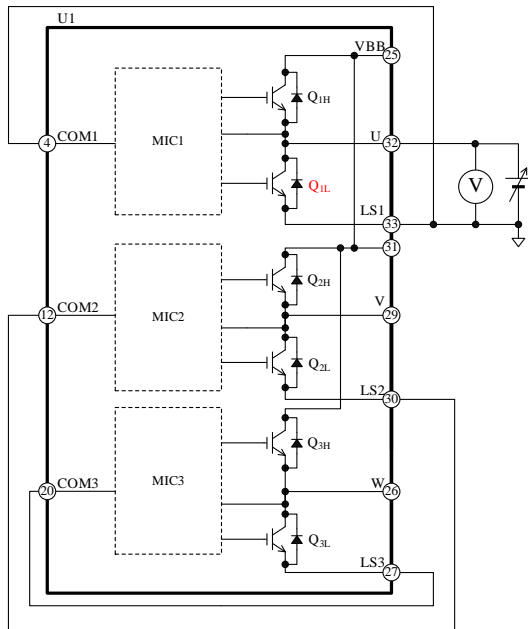 U1
VBB
25
Q1H
4
COM1
MIC1
U
32
V
Q1L
LS1
33
31
Q2H
12
COM2
MIC2
V
29
Q2L
LS2
30
Q3H
20
COM3
MIC3
W
26
Q3L
LS3
27